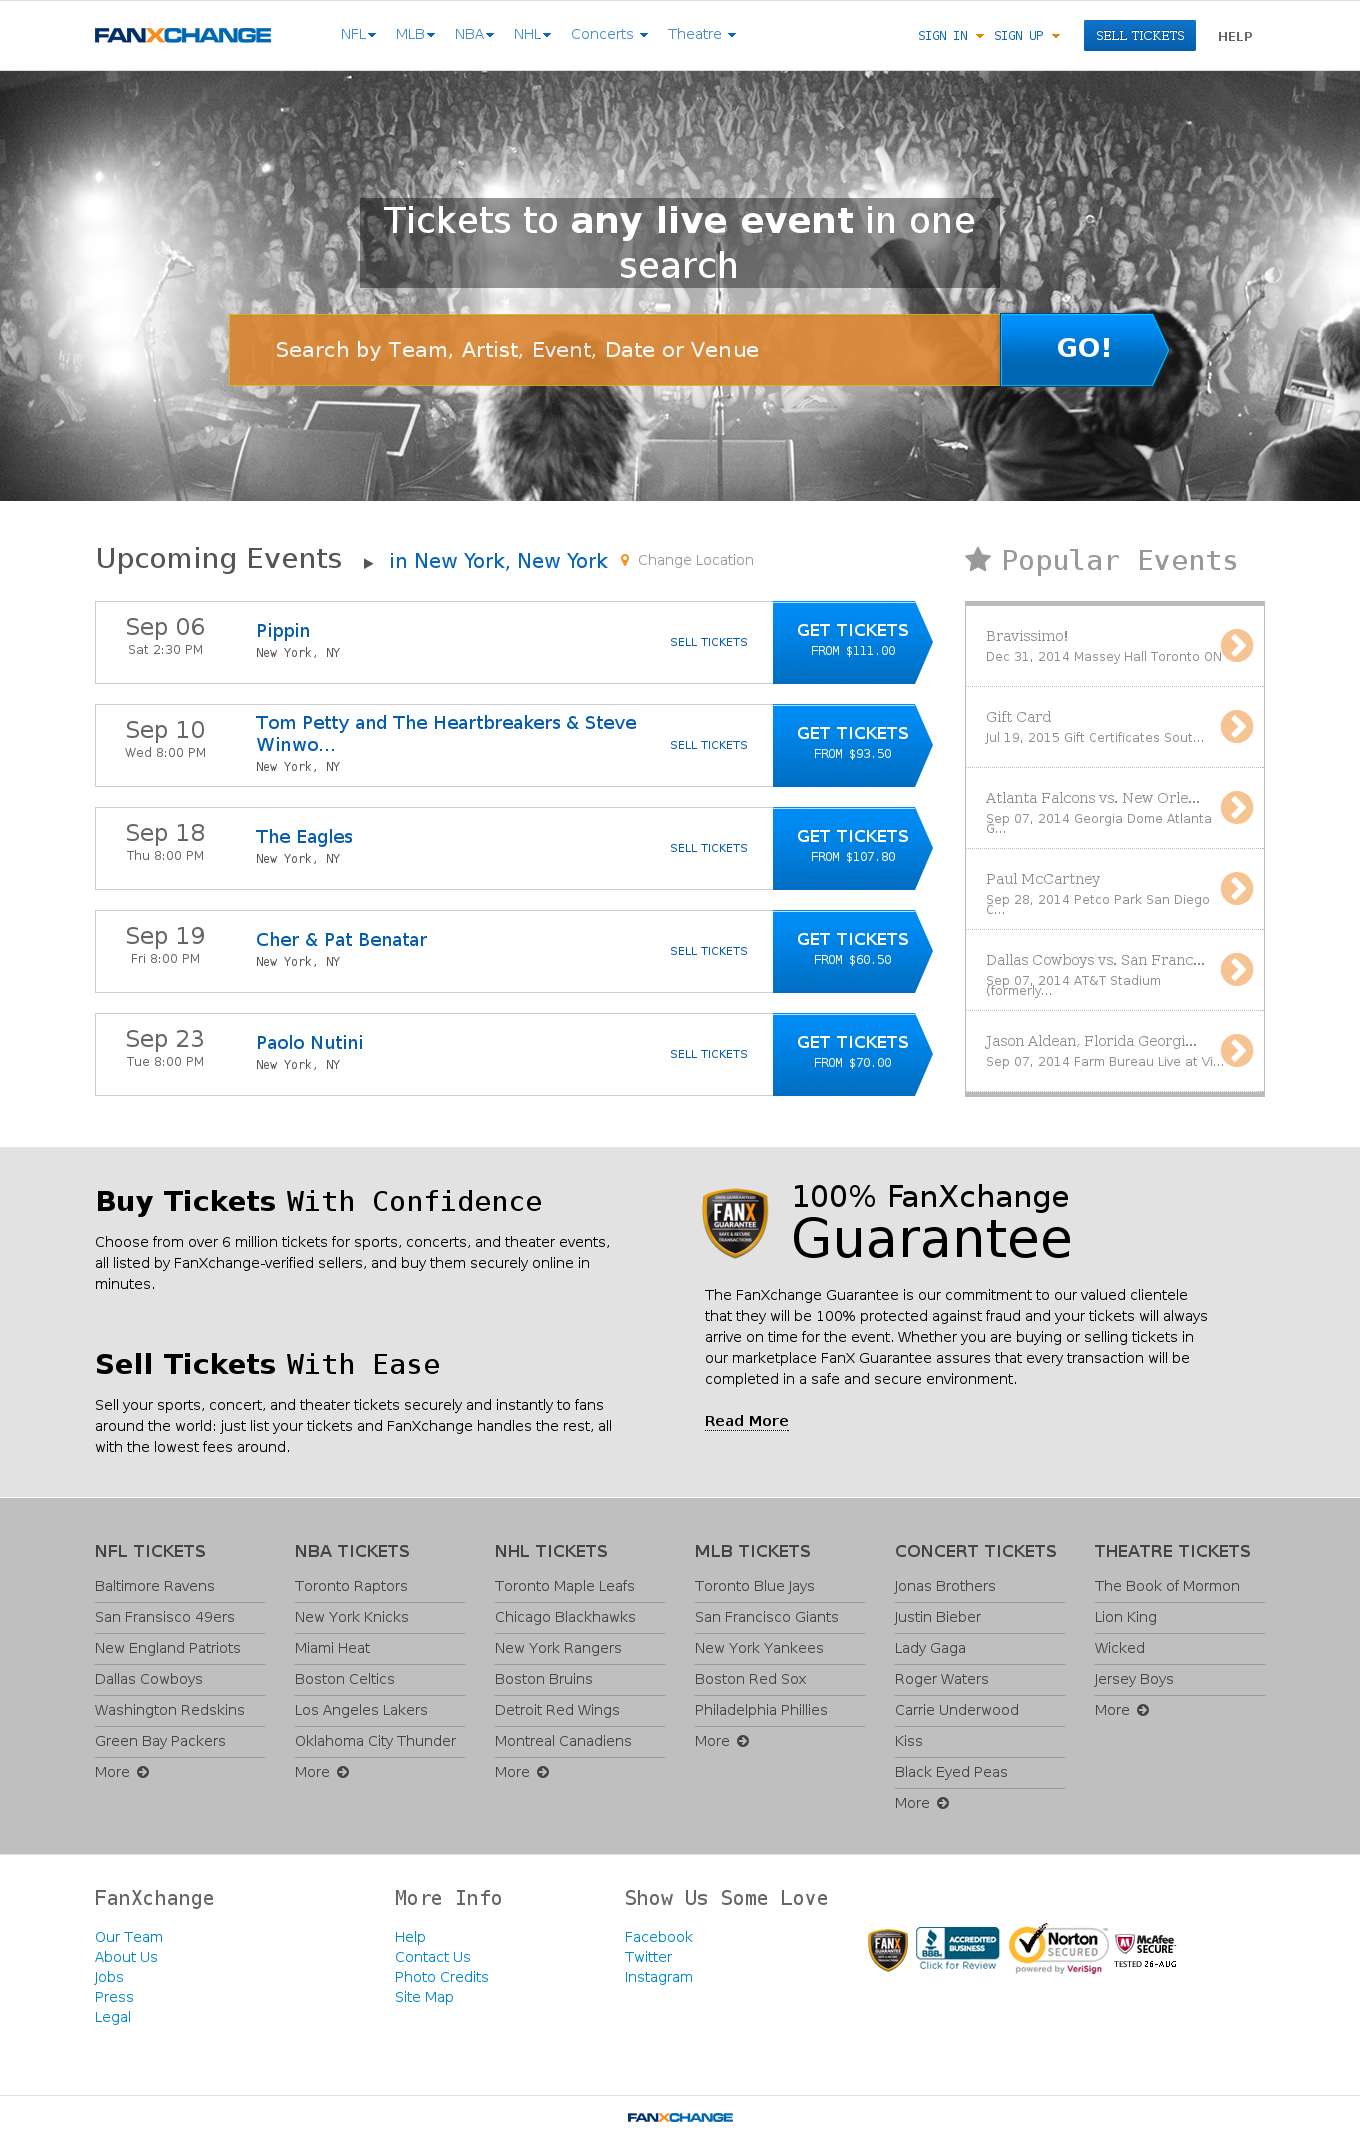 FANXCHANGE
NFL MLB NBA NHL Concerts Theatre
SIGN IN SIGN UP SELL TICKETS HELP
Tickets to any live event in one
search
Search by Team, Artist, Event, Date or Venue
GO!
Upcoming Events in New York, New York Change Location
Sep 06
Sat 2:30 PM
Pippin
New York, NY
SELL TICKETS
GET TICKETS
FROM $111.00
Sep 10
Wed 8:00 PM
Tom Petty and The Heartbreakers & Steve
Winwo...
New York, NY
SELL TICKETS
GET TICKETS
FROM $93.50
Sep 18
Thu 8:00 PM
The Eagles
New York, NY
SELL TICKETS
GET TICKETS
FROM $107.80
Sep 19
Fri 8:00 PM
Cher & Pat Benatar
New York, NY
SELL TICKETS
GET TICKETS
FROM $60.50
Sep 23
Tue 8:00 PM
Paolo Nutini
New York, NY
SELL TICKETS
GET TICKETS
FROM $70.00
Popular Events
Bravissimo!
Dec 31, 2014 Massey Hall Toronto ON
Gift Card
Jul 19, 2015 Gift Certificates Sout...
Atlanta Falcons vs. New Orle...
Sep 07, 2014 Georgia Dome Atlanta
G...
Paul McCartney
Sep 28, 2014 Petco Park San Diego
C...
Dallas Cowboys vs. San Franc...
Sep 07, 2014 AT&T Stadium
(formerly...
Jason Aldean, Florida Georgi...
Sep 07, 2014 Farm Bureau Live at Vi...
Buy Tickets With Confidence
Choose from over 6 million tickets for sports, concerts, and theater events,
all listed by FanXchange-verified sellers, and buy them securely online in
minutes.
Sell Tickets With Ease
Sell your sports, concert, and theater tickets securely and instantly to fans
around the world: just list your tickets and FanXchange handles the rest, all
with the lowest fees around.
FANX
GUARANTEE
SAFE & SECURE
TRANSACTIONS
100% FanXchange
Guarantee
The FanXchange Guarantee is our commitment to our valued clientele
that they will be 100% protected against fraud and your tickets will always
arrive on time for the event. Whether you are buying or selling tickets in
our marketplace FanX Guarantee assures that every transaction will be
completed in a safe and secure environment.
Read More
NFL TICKETS
Baltimore Ravens
San Fransisco 49ers
New England Patriots
Dallas Cowboys
Washington Redskins
Green Bay Packers
More
NBA TICKETS
Toronto Raptors
New York Knicks
Miami Heat
Boston Celtics
Los Angeles Lakers
Oklahoma City Thunder
More
NHL TICKETS
Toronto Maple Leafs
Chicago Blackhawks
New York Rangers
Boston Bruins
Detroit Red Wings
Montreal Canadiens
More
MLB TICKETS
Toronto Blue Jays
San Francisco Giants
New York Yankees
Boston Red Sox
Philadelphia Phillies
More
CONCERT TICKETS
Jonas Brothers
Justin Bieber
Lady Gaga
Roger Waters
Carrie Underwood
Kiss
Black Eyed Peas
More
THEATRE TICKETS
The Book of Mormon
Lion King
Wicked
Jersey Boys
More
FanXchange
Our Team
About Us
Jobs
Press
Legal
More Info
Help
Contact Us
Photo Credits
Site Map
Show Us Some Love
Facebook
Twitter
Instagram
FANX
GUARANTEE
BBB.
ACCREDITED
BUSINESS
Click for Review
Norton
SECURED
powered by VeriSign
McAfee
SECURE
TESTED 26-AUG
FANXCHANGE